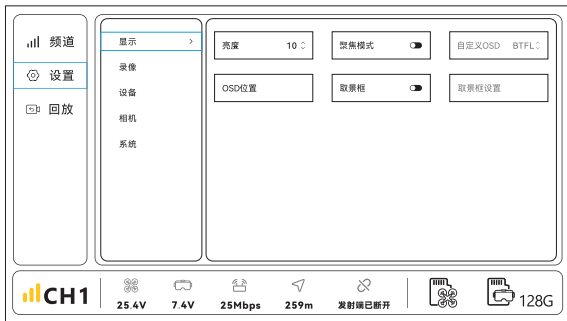 频道
设置
回放
显示
录像
设备
相机
系统
亮度 10
聚焦模式
自定义OSD BTFL
OSD位置
取景框
取景框设置
CH1
25.4V
7.4V
25Mbps
259m
发射端已断开
128G